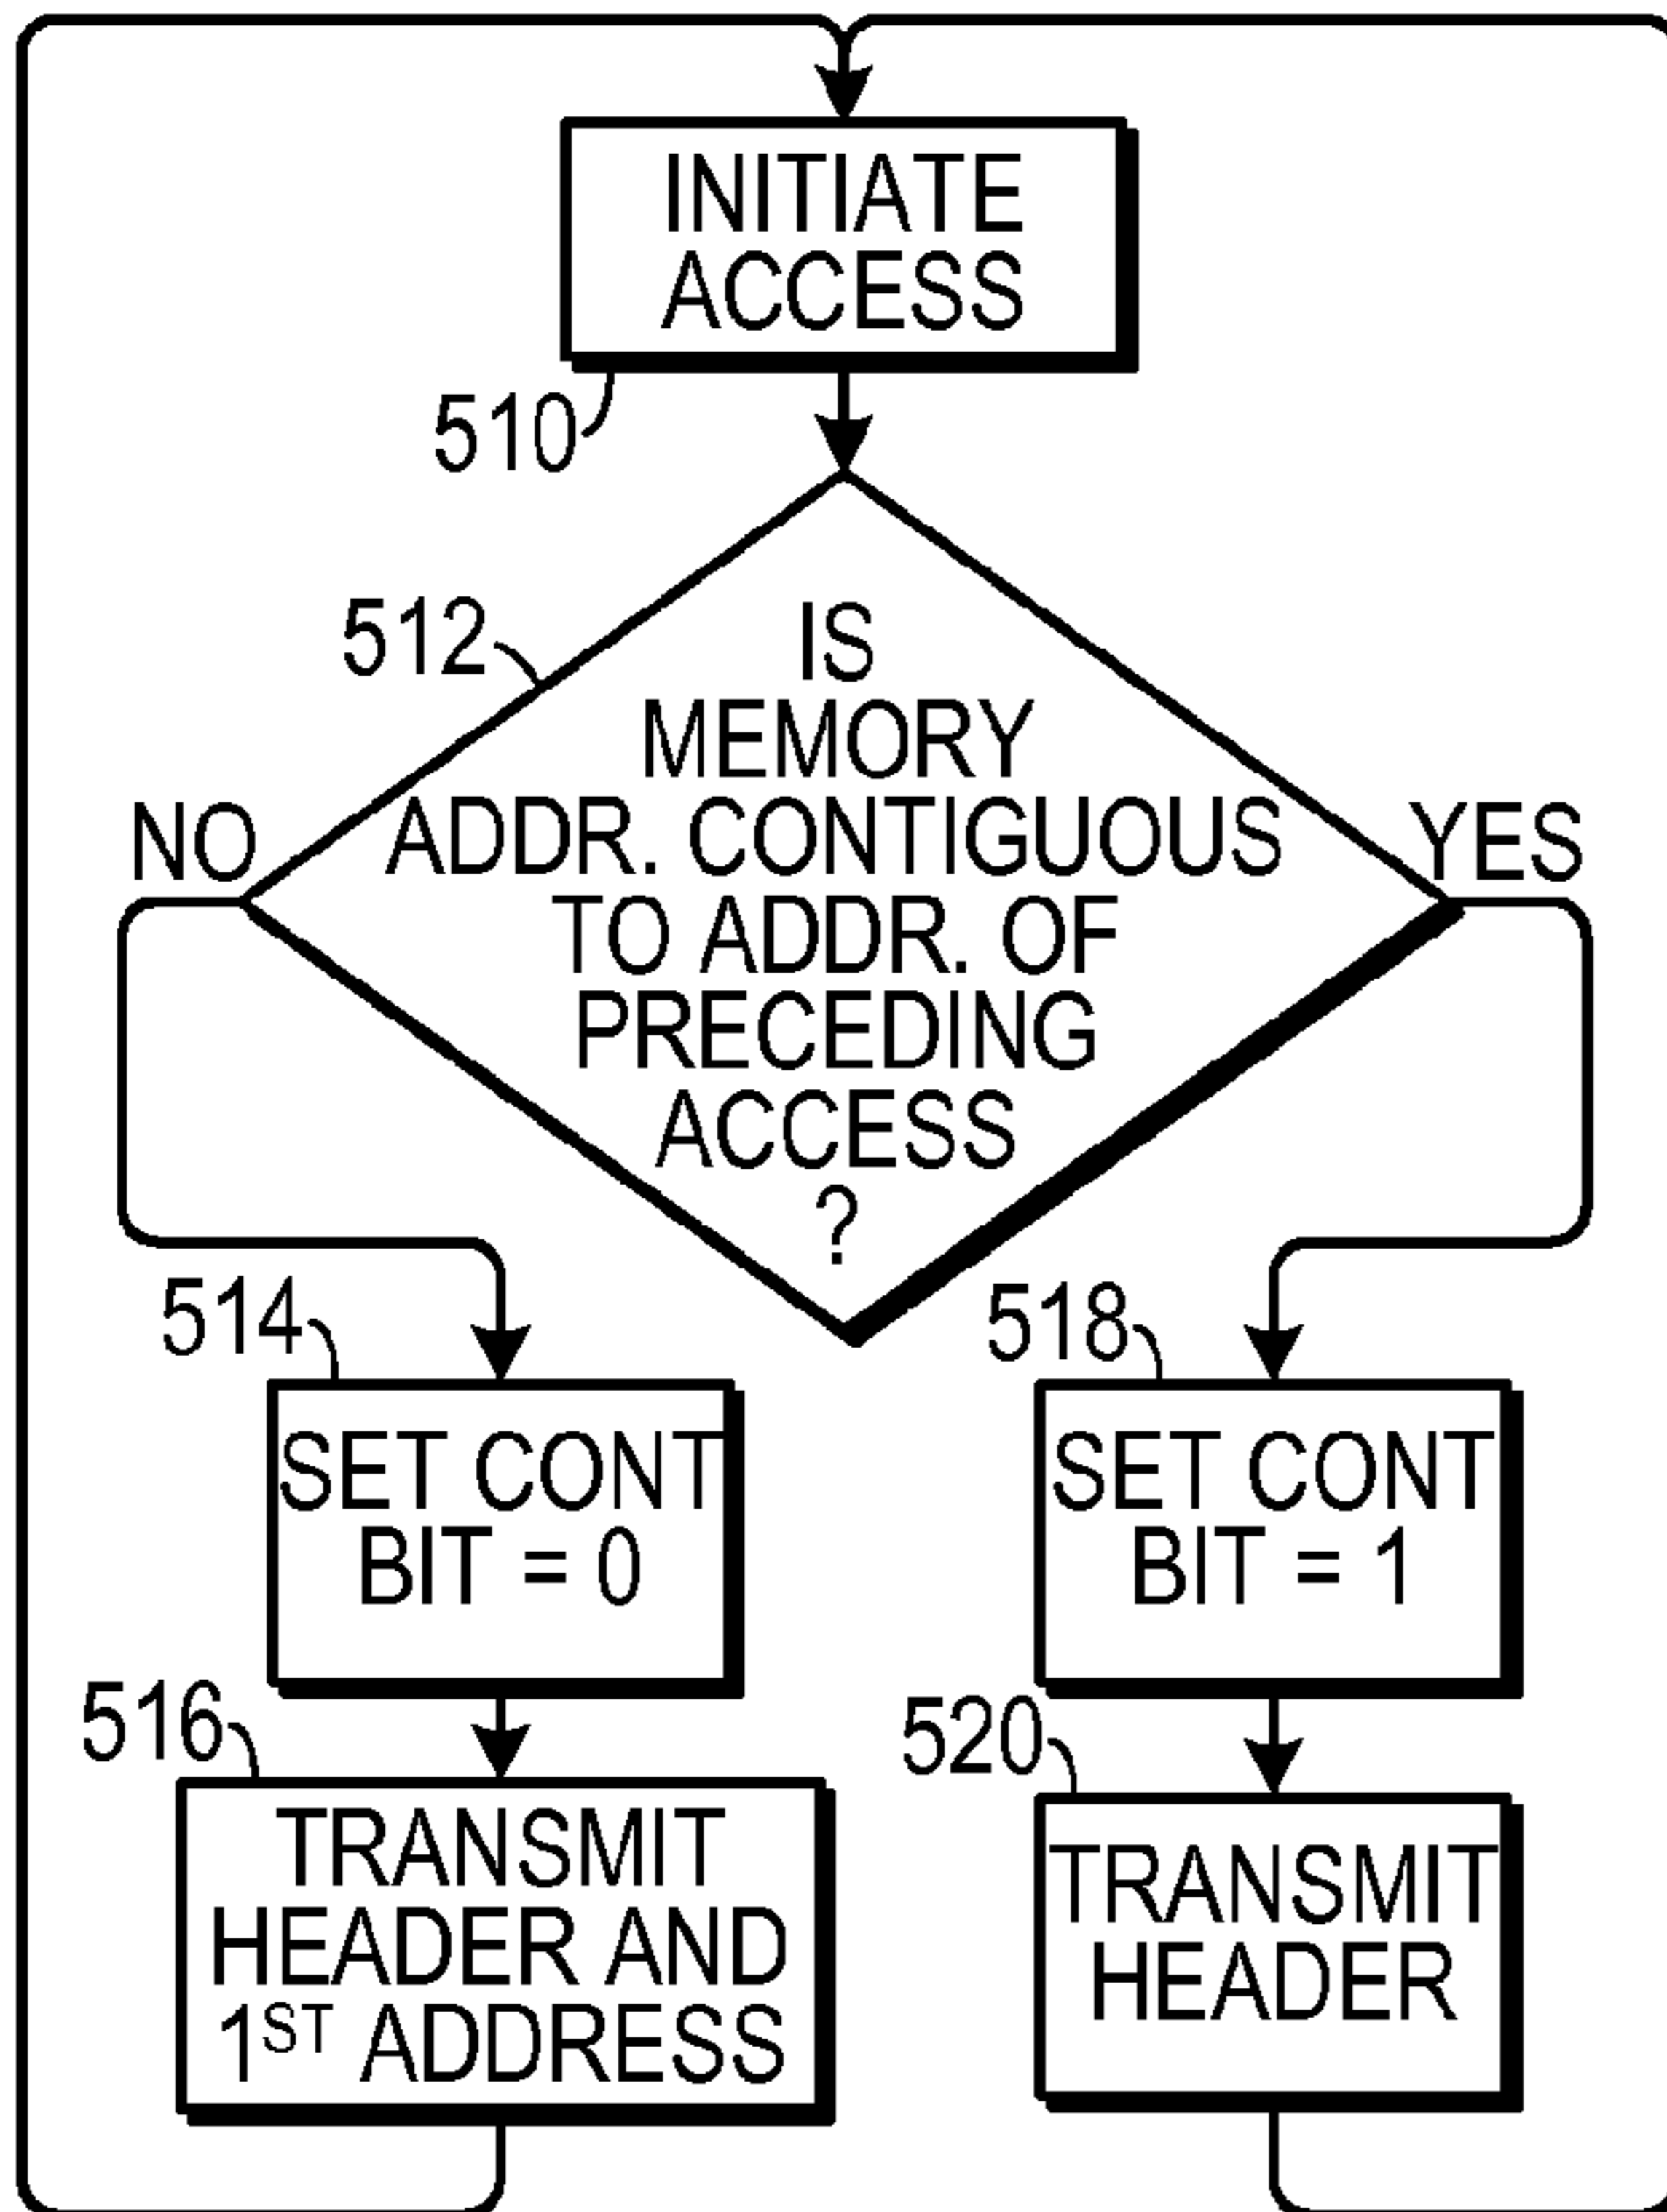 INITIATE
ACCESS
510
512
IS
MEMORY
ADDR. CONTIGUOUS
TO ADDR. OF
PRECEDING
ACCESS
?
NO
YES
514
SET CONT
BIT = 0
516
TRANSMIT
HEADER AND
1ST ADDRESS
518
SET CONT
BIT = 1
520
TRANSMIT
HEADER